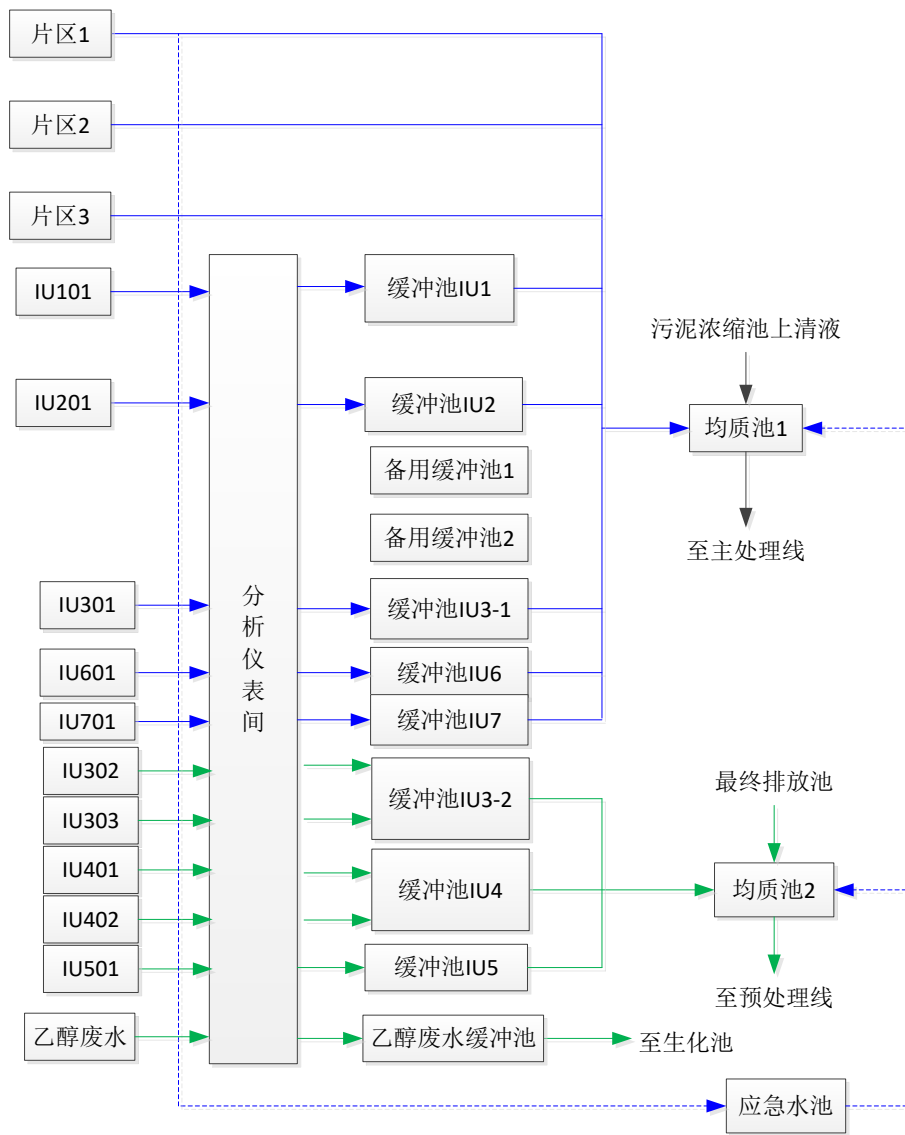 片区1
片区2
片区3
IU101
缓冲池IU1
污泥浓缩池上清液
IU201
缓冲池IU2
均质池1
备用缓冲池1
备用缓冲池2
至主处理线
分
析
仪
表
间
IU301
缓冲池IU3-1
IU601
缓冲池IU6
IU701
缓冲池IU7
IU302
缓冲池IU3-2
最终排放池
IU303
IU401
缓冲池IU4
均质池2
IU402
IU501
缓冲池IU5
至预处理线
乙醇废水
乙醇废水缓冲池
至生化池
应急水池